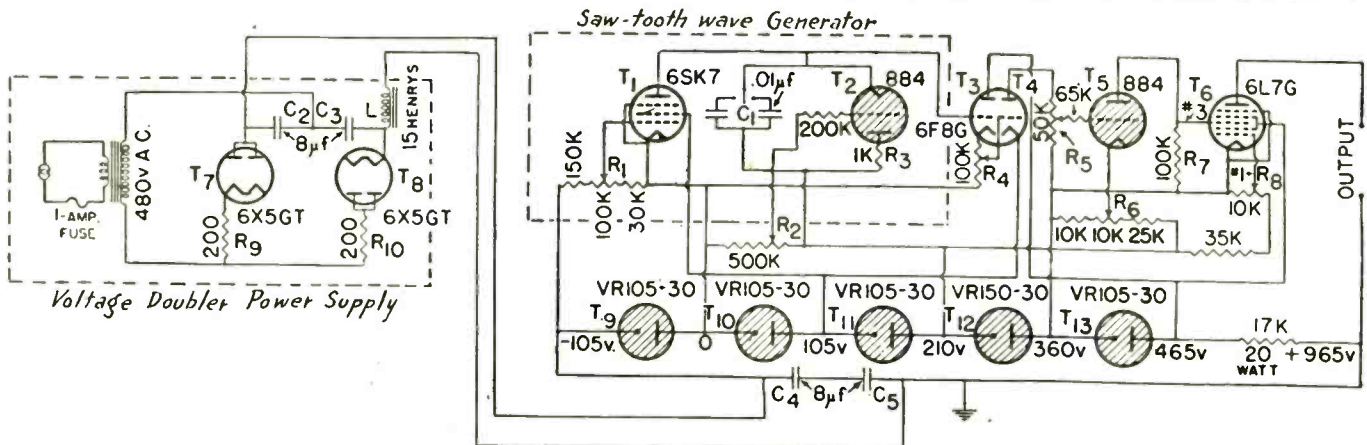 Saw-tooth wave Generator
T1 6SK7
.01µf
C1
T2 884
200K
1K R3
150K
R1
100K
30K
T3 T4
6F8G
100K
R4
50K
65K
R5
T5 884
T6 6L7G
#3
100K
R7
#1
R8
10K
OUTPUT
R6
10K 10K 25K
35K
R2
500K
480v A.C.
1-AMP.
FUSE
C2 C3
8µf
L
15 HENRYS
T7
6X5GT
T8
6X5GT
200
R9
200
R10
Voltage Doubler Power Supply
VR105-30 VR105-30 VR105-30 VR150-30 VR105-30
T9 T10 T11 T12 T13
-105v. 0 105v 210v 360v 465v
17K
20
WATT
+965v
C4 8µf C5